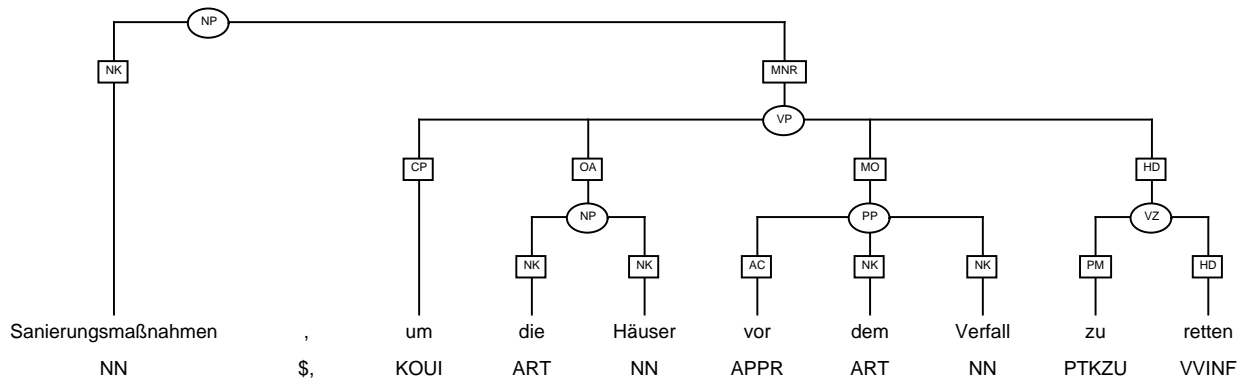 NP
NK MNR
VP
CP OA MO HD
NP PP VZ
NK NK AC NK NK PM HD
Sanierungsmaßnahmen , um die Häuser vor dem Verfall zu retten
NN $, KOUI ART NN APPR ART NN PTKZU VVINF